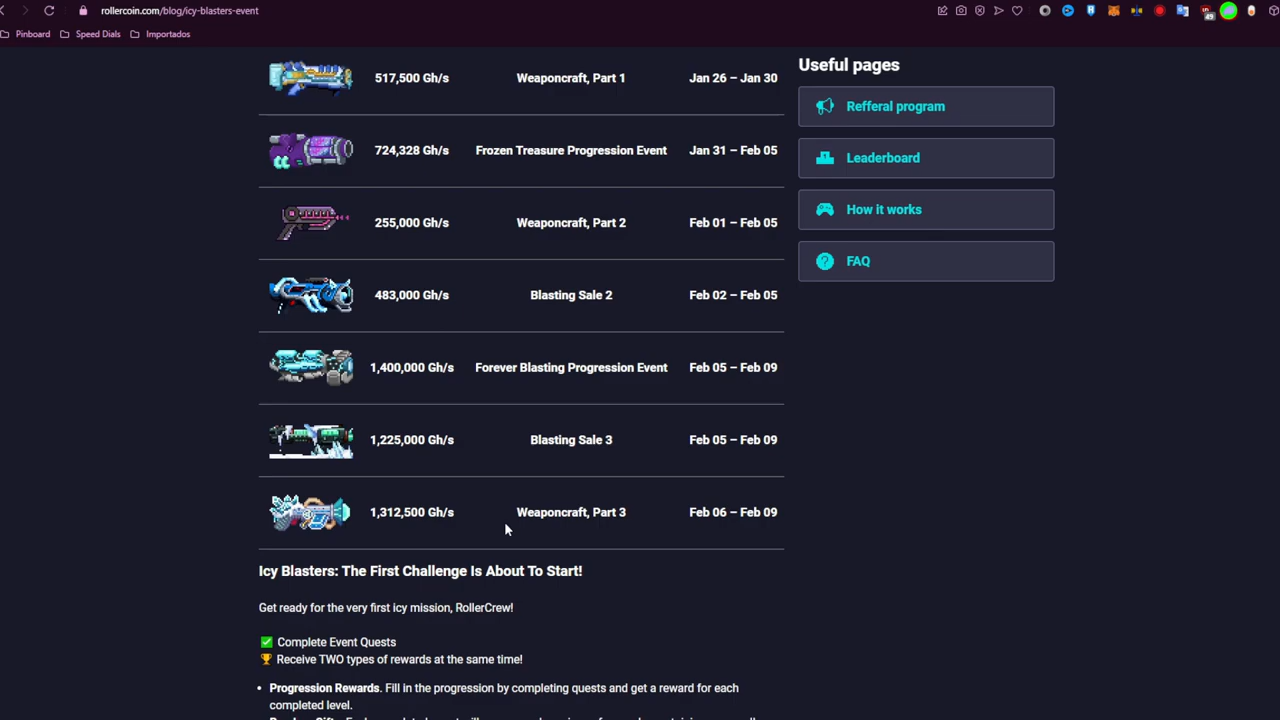 rollercoin.com/blog/icy-blasters-event
49
Pinboard Speed Dials Importados
517,500 Gh/s Weaponcraft, Part 1 Jan 26 – Jan 30
724,328 Gh/s Frozen Treasure Progression Event Jan 31 – Feb 05
255,000 Gh/s Weaponcraft, Part 2 Feb 01 – Feb 05
483,000 Gh/s Blasting Sale 2 Feb 02 – Feb 05
1,400,000 Gh/s Forever Blasting Progression Event Feb 05 – Feb 09
1,225,000 Gh/s Blasting Sale 3 Feb 05 – Feb 09
1,312,500 Gh/s Weaponcraft, Part 3 Feb 06 – Feb 09
Icy Blasters: The First Challenge Is About To Start!
Get ready for the very first icy mission, RollerCrew!
✅ Complete Event Quests
🏆 Receive TWO types of rewards at the same time!
• Progression Rewards. Fill in the progression by completing quests and get a reward for each
completed level.
Useful pages
Refferal program
Leaderboard
How it works
FAQ